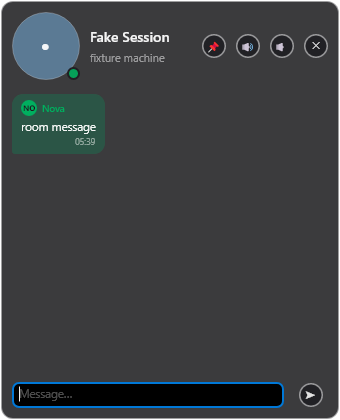 Fake Session
fixture machine
NO Nova
room message
05:39
Message...